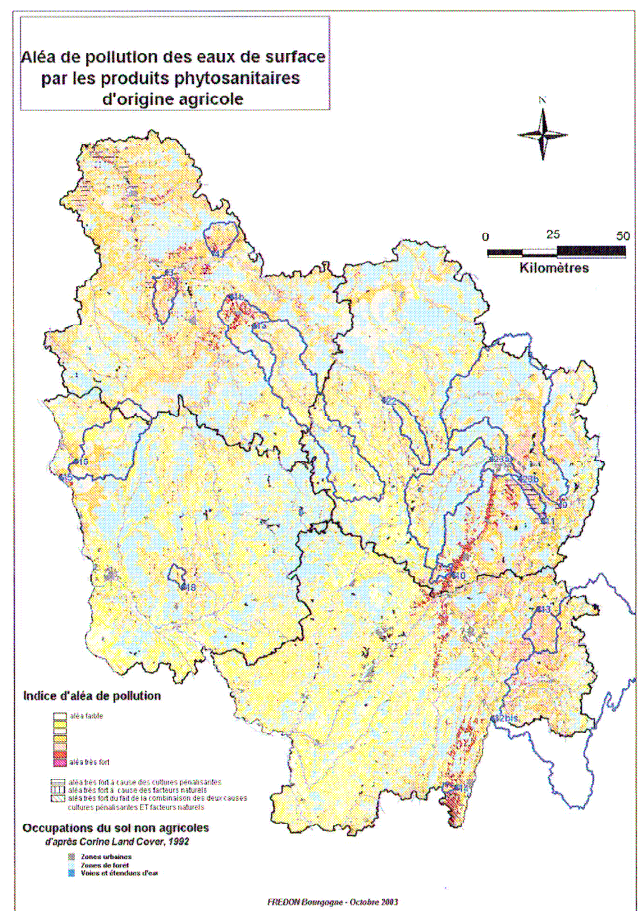 Aléa de pollution des eaux de surface
par les produits phytosanitaires
d'origine agricole
N
0 25 50
Kilomètres
Indice d'aléa de pollution
aléa faible
aléa très fort
aléa très fort à cause des cultures pénalisantes
aléa très fort à cause des facteurs naturels
aléa très fort du fait de la combinaison des deux causes
cultures pénalisantes ET facteurs naturels
Occupations du sol non agricoles
d'après Corine Land Cover, 1992
Zones urbaines
Zones de forêt
Voies et étendues d'eau
FREDON Bourgogne - Octobre 2003